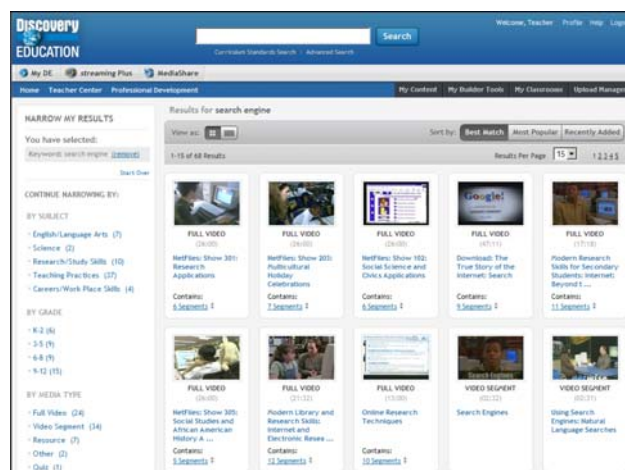 Discovery
EDUCATION
Search
Curriculum Standards Search - Advanced Search
Welcome, Teacher Profile Help
My DE streaming Plus MediaShare
Home Teacher Center Professional Development
My Content My Builder Tools My Classrooms Upload Manager
NARROW MY RESULTS
You have selected:
Keyword: search engine (remove)
Start Over
CONTINUE NARROWING BY:
BY SUBJECT
English/Language Arts (7)
Science (2)
Research/Study Skills (10)
Teaching Practices (37)
Careers/Work Place Skills (4)
BY GRADE
K-2 (6)
3-5 (9)
6-8 (9)
9-12 (15)
BY MEDIA TYPE
Full Video (24)
Video Segment (34)
Resource (7)
Other (2)
Quiz (1)
Results for search engine
View as:
Sort by: Best Match Most Popular Recently Added
1-15 of 68 Results
Results Per Page 15 1 2 3 4 5
FULL VIDEO
(26:00)
NetFiles: Show 301:
Research
Applications
Contains:
6 Segments
FULL VIDEO
(26:00)
NetFiles: Show 203:
Multicultural
Holiday
Celebrations
Contains:
7 Segments
FULL VIDEO
(26:00)
NetFiles: Show 102:
Social Science and
Civics Applications
Contains:
6 Segments
Google!
FULL VIDEO
(47:11)
Download: The
True Story of the
Internet: Search
Contains:
9 Segments
FULL VIDEO
(17:18)
Modern Research
Skills for Secondary
Students: Internet:
Beyond t ...
Contains:
11 Segments
FULL VIDEO
(26:00)
NetFiles: Show 305:
Social Studies and
African American
History A ...
Contains:
5 Segments
FULL VIDEO
(21:32)
Modern Library and
Research Skills:
Internet and
Electronic Resee ...
Contains:
12 Segments
FULL VIDEO
(15:00)
Online Research
Techniques
Contains:
10 Segments
Search Engines
VIDEO SEGMENT
(02:32)
Search Engines
VIDEO SEGMENT
(02:31)
Using Search
Engines: Natural
Language Searches